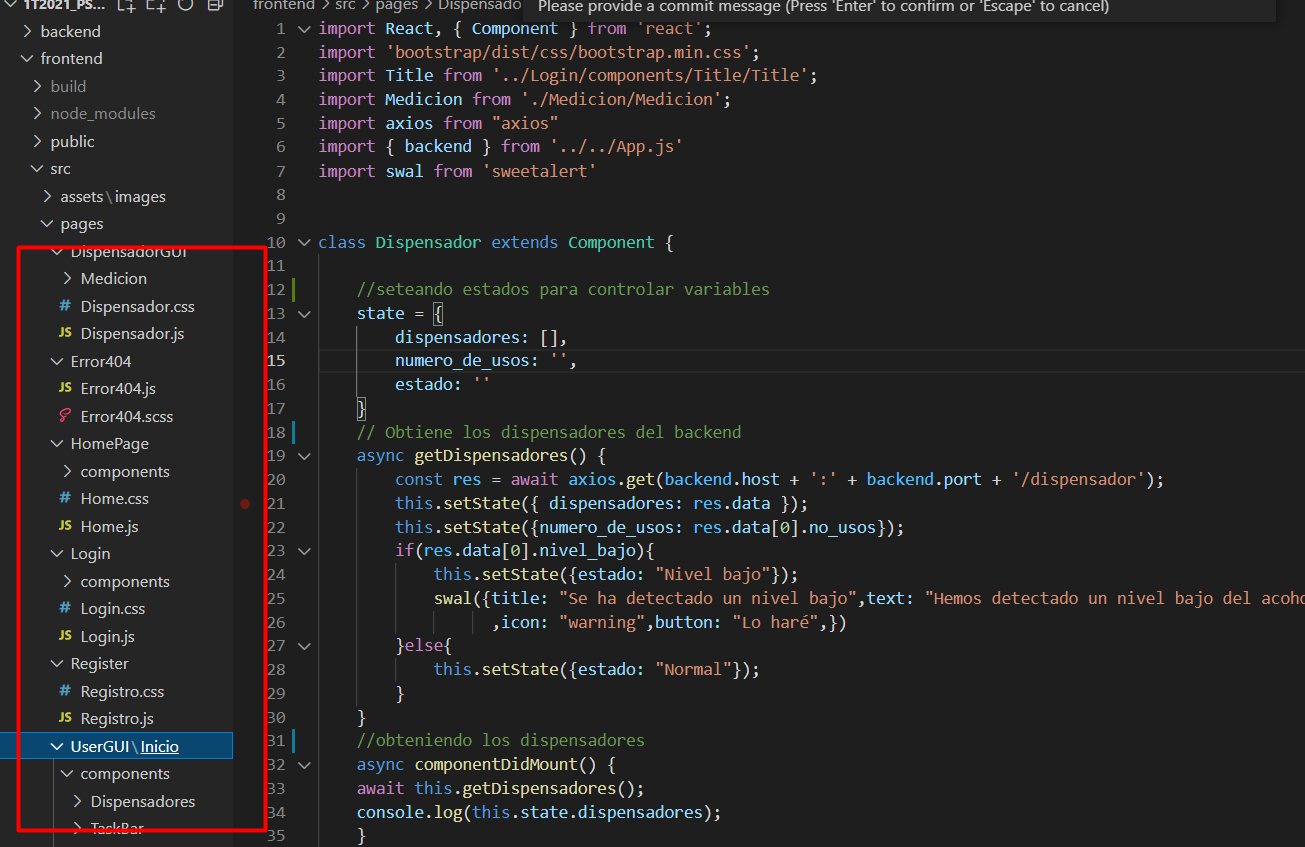 1T2021_PS...
backend
frontend
build
node_modules
public
src
assets\images
pages
DispensadorGUI
Medicion
Dispensador.css
Dispensador.js
Error404
Error404.js
Error404.scss
HomePage
components
Home.css
Home.js
Login
components
Login.css
Login.js
Register
Registro.css
Registro.js
UserGUI\Inicio
components
Dispensadores
TaskBar
frontend > src > pages > Dispensado
Please provide a commit message (Press 'Enter' to confirm or 'Escape' to cancel)
1 import React, { Component } from 'react';
2 import 'bootstrap/dist/css/bootstrap.min.css';
3 import Title from '../Login/components/Title/Title';
4 import Medicion from './Medicion/Medicion';
5 import axios from "axios"
6 import { backend } from '../../App.js'
7 import swal from 'sweetalert'
8
9
10 class Dispensador extends Component {
11
12 //seteando estados para controlar variables
13 state = {
14 dispensadores: [],
15 numero_de_usos: '',
16 estado: ''
17 }
18 // Obtiene los dispensadores del backend
19 async getDispensadores() {
20 const res = await axios.get(backend.host + ':' + backend.port + '/dispensador');
21 this.setState({ dispensadores: res.data });
22 this.setState({numero_de_usos: res.data[0].no_usos});
23 if(res.data[0].nivel_bajo){
24 this.setState({estado: "Nivel bajo"});
25 swal({title: "Se ha detectado un nivel bajo",text: "Hemos detectado un nivel bajo del acoho
26 ,icon: "warning",button: "Lo haré",})
27 }else{
28 this.setState({estado: "Normal"});
29 }
30 }
31 //obteniendo los dispensadores
32 async componentDidMount() {
33 await this.getDispensadores();
34 console.log(this.state.dispensadores);
35 }